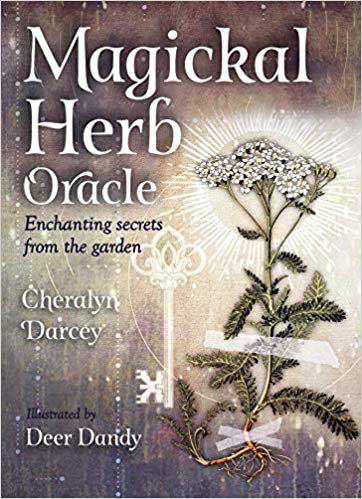 Magickal
Herb
Oracle
Enchanting secrets
from the garden
Cheralyn
Darcey
Illustrated by
Deer Dandy